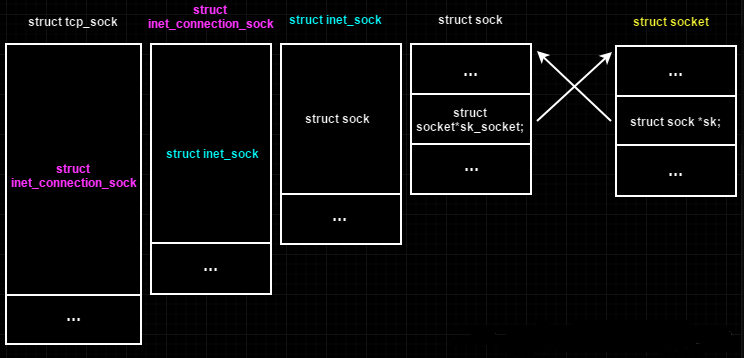 struct tcp_sock
struct
inet_connection_sock
struct inet_sock
struct sock
struct socket
struct
inet_connection_sock
...
struct inet_sock
...
struct sock
...
...
struct
socket*sk_socket;
...
...
struct sock *sk;
...